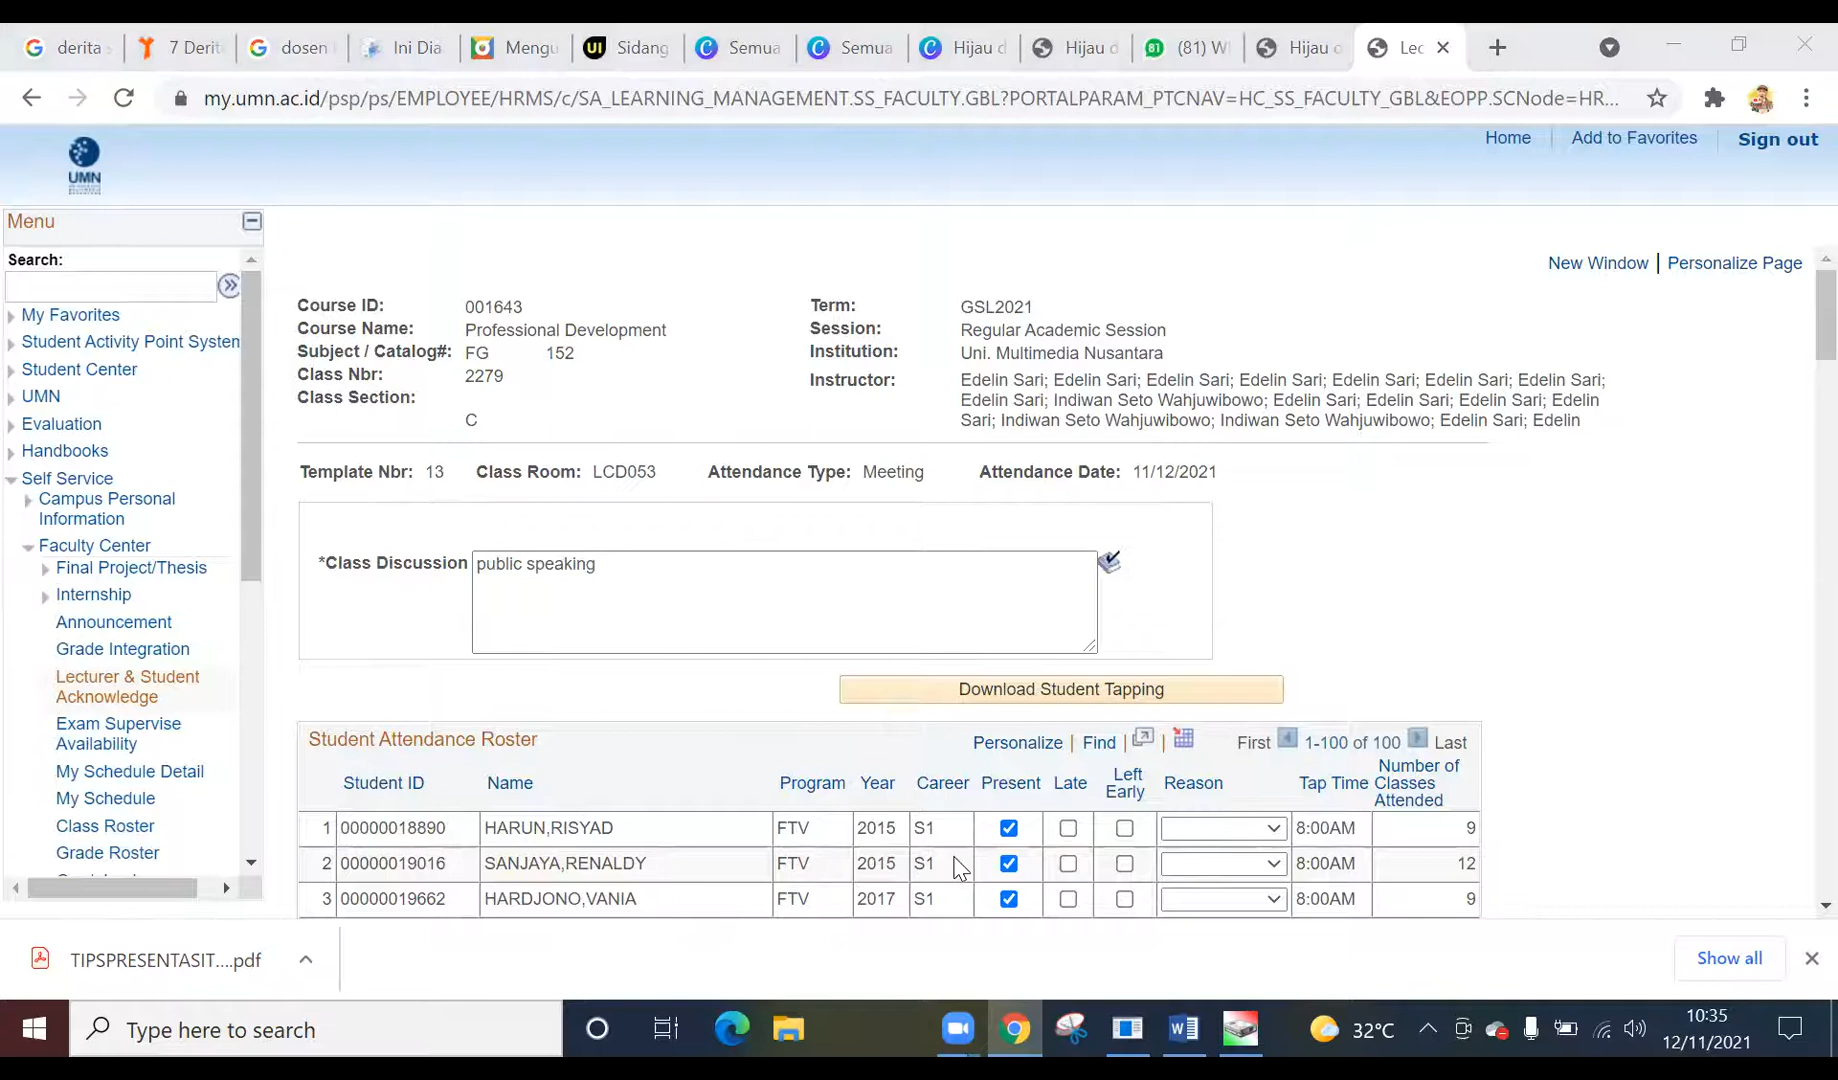 derita
7 Derit
dosen
Ini Dia
Mengu
Sidang
Semua
Semua
Hijau d
Hijau d
(81) W
Hijau o
Lec
my.umn.ac.id/psp/ps/EMPLOYEE/HRMS/c/SA_LEARNING_MANAGEMENT.SS_FACULTY.GBL?PORTALPARAM_PTCNAV=HC_SS_FACULTY_GBL&EOPP.SCNode=HR...
UMN
Home
Add to Favorites
Sign out
Menu
Search:
My Favorites
Student Activity Point System
Student Center
UMN
Evaluation
Handbooks
Self Service
Campus Personal
Information
Faculty Center
Final Project/Thesis
Internship
Announcement
Grade Integration
Lecturer & Student
Acknowledge
Exam Supervise
Availability
My Schedule Detail
My Schedule
Class Roster
Grade Roster
New Window | Personalize Page
Course ID: 001643 Term: GSL2021
Course Name: Professional Development Session: Regular Academic Session
Subject / Catalog#: FG 152 Institution: Uni. Multimedia Nusantara
Class Nbr: 2279 Instructor: Edelin Sari; Edelin Sari; Edelin Sari; Edelin Sari; Edelin Sari; Edelin Sari; Edelin Sari;
Class Section: Edelin Sari; Indiwan Seto Wahjuwibowo; Edelin Sari; Edelin Sari; Edelin Sari; Edelin
C Sari; Indiwan Seto Wahjuwibowo; Indiwan Seto Wahjuwibowo; Edelin Sari; Edelin
Template Nbr: 13 Class Room: LCD053 Attendance Type: Meeting Attendance Date: 11/12/2021
*Class Discussion public speaking
Download Student Tapping
Student Attendance Roster Personalize | Find | | First 1-100 of 100 Last
Student ID Name Program Year Career Present Late Left Early Reason Tap Time Number of Classes Attended
1 00000018890 HARUN,RISYAD FTV 2015 S1 8:00AM 9
2 00000019016 SANJAYA,RENALDY FTV 2015 S1 8:00AM 12
3 00000019662 HARDJONO,VANIA FTV 2017 S1 8:00AM 9
TIPSPRESENTASIT....pdf
Show all
Type here to search
32°C
10:35
12/11/2021